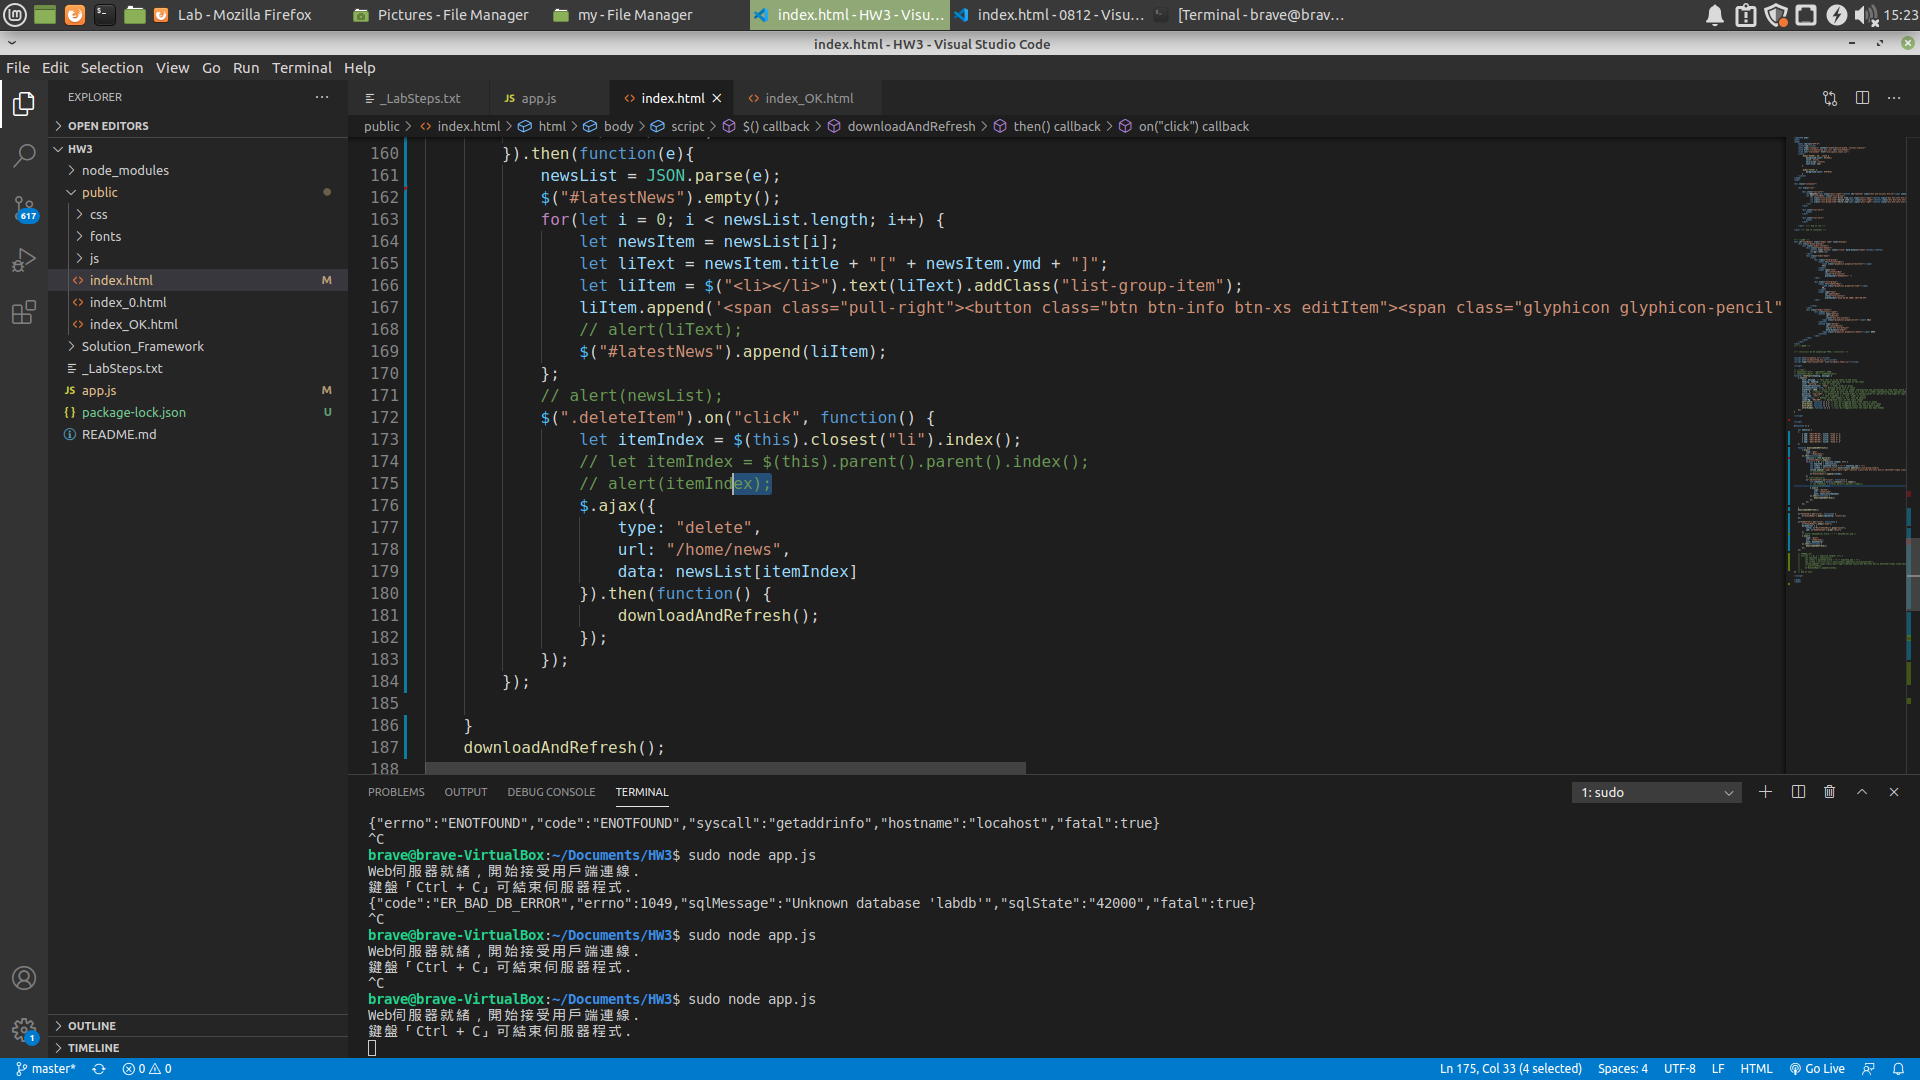 Lab - Mozilla Firefox
Pictures - File Manager
my - File Manager
index.html - HW3 - Visu...
index.html - 0812 - Visu...
[Terminal - brave@brav...
15:23
index.html - HW3 - Visual Studio Code
File Edit Selection View Go Run Terminal Help
EXPLORER
OPEN EDITORS
HW3
node_modules
public
css
fonts
js
index.html M
index_0.html
index_OK.html
Solution_Framework
_LabSteps.txt
app.js M
package-lock.json U
README.md
OUTLINE
TIMELINE
617
1
_LabSteps.txt
JS app.js
index.html
index_OK.html
public > index.html > html > body > script > $() callback > downloadAndRefresh > then() callback > on("click") callback
160 }).then(function(e){
161 newsList = JSON.parse(e);
162 $("#latestNews").empty();
163 for(let i = 0; i < newsList.length; i++) {
164 let newsItem = newsList[i];
165 let liText = newsItem.title + "[" + newsItem.ymd + "]";
166 let liItem = $("<li></li>").text(liText).addClass("list-group-item");
167 liItem.append('<span class="pull-right"><button class="btn btn-info btn-xs editItem"><span class="glyphicon glyphicon-pencil"
168 // alert(liText);
169 $("#latestNews").append(liItem);
170 };
171 // alert(newsList);
172 $(".deleteItem").on("click", function() {
173 let itemIndex = $(this).closest("li").index();
174 // let itemIndex = $(this).parent().parent().index();
175 // alert(itemIndex);
176 $.ajax({
177 type: "delete",
178 url: "/home/news",
179 data: newsList[itemIndex]
180 }).then(function() {
181 downloadAndRefresh();
182 });
183 });
184 });
185
186 }
187 downloadAndRefresh();
188
PROBLEMS OUTPUT DEBUG CONSOLE TERMINAL
1: sudo
{"errno":"ENOTFOUND","code":"ENOTFOUND","syscall":"getaddrinfo","hostname":"locahost","fatal":true}
^C
brave@brave-VirtualBox:~/Documents/HW3$ sudo node app.js
Web伺服器就緒，開始接受用戶端連線.
鍵盤「Ctrl + C」可結束伺服器程式.
{"code":"ER_BAD_DB_ERROR","errno":1049,"sqlMessage":"Unknown database 'labdb'","sqlState":"42000","fatal":true}
^C
brave@brave-VirtualBox:~/Documents/HW3$ sudo node app.js
Web伺服器就緒，開始接受用戶端連線.
鍵盤「Ctrl + C」可結束伺服器程式.
^C
brave@brave-VirtualBox:~/Documents/HW3$ sudo node app.js
Web伺服器就緒，開始接受用戶端連線.
鍵盤「Ctrl + C」可結束伺服器程式.
master* 0 0
Ln 175, Col 33 (4 selected) Spaces: 4 UTF-8 LF HTML Go Live